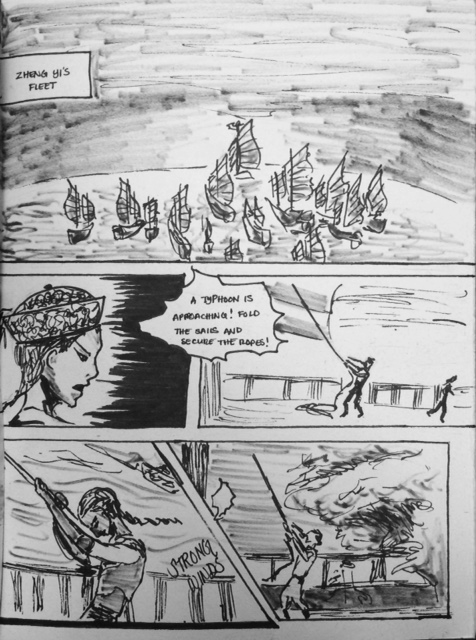 ZHENG YI'S
FLEET
A TYPHOON IS
APPROACHING! FOLD
THE SAILS AND
SECURE THE ROPES!
STRONG
WINDS